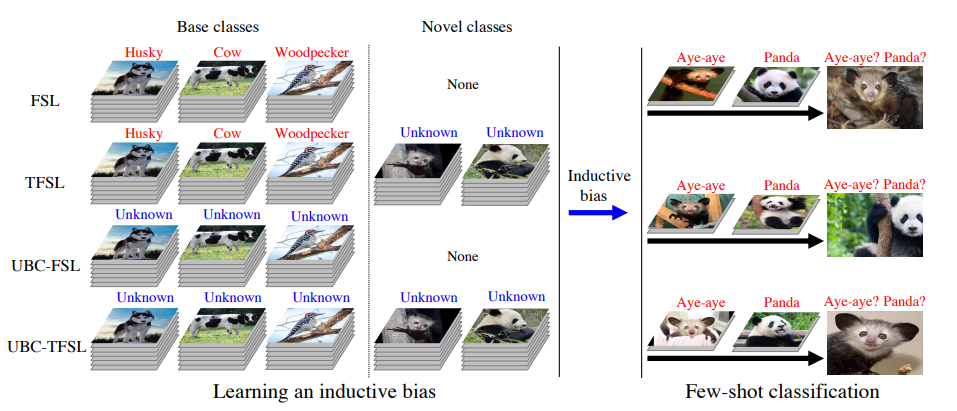 Base classes
Novel classes
Husky Cow Woodpecker
Aye-aye Panda Aye-aye? Panda?
FSL
None
Husky Cow Woodpecker
Unknown Unknown
TFSL
Inductive
bias
Aye-aye Panda Aye-aye? Panda?
Unknown Unknown Unknown
UBC-FSL
None
Unknown Unknown Unknown
Unknown Unknown
Aye-aye Panda Aye-aye? Panda?
UBC-TFSL
Learning an inductive bias
Few-shot classification